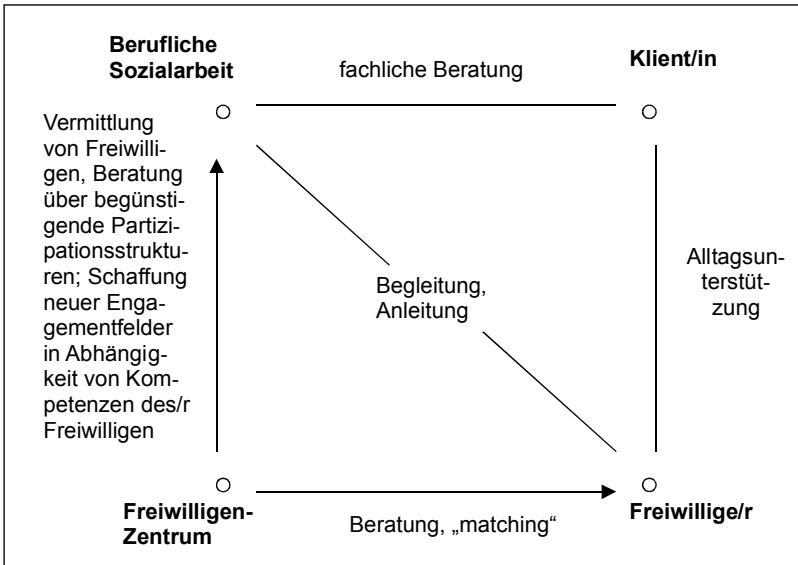 Berufliche
Sozialarbeit
fachliche Beratung
Klient/in
Vermittlung
von Freiwilli-
gen, Beratung
über begünsti-
gende Partizi-
pationsstruktu-
ren; Schaffung
neuer Enga-
gementfelder
in Abhängig-
keit von Kom-
petenzen des/r
Freiwilligen
Begleitung,
Anleitung
Alltagsun-
terstüt-
zung
Freiwilligen-
Zentrum
Beratung, „matching“
Freiwillige/r